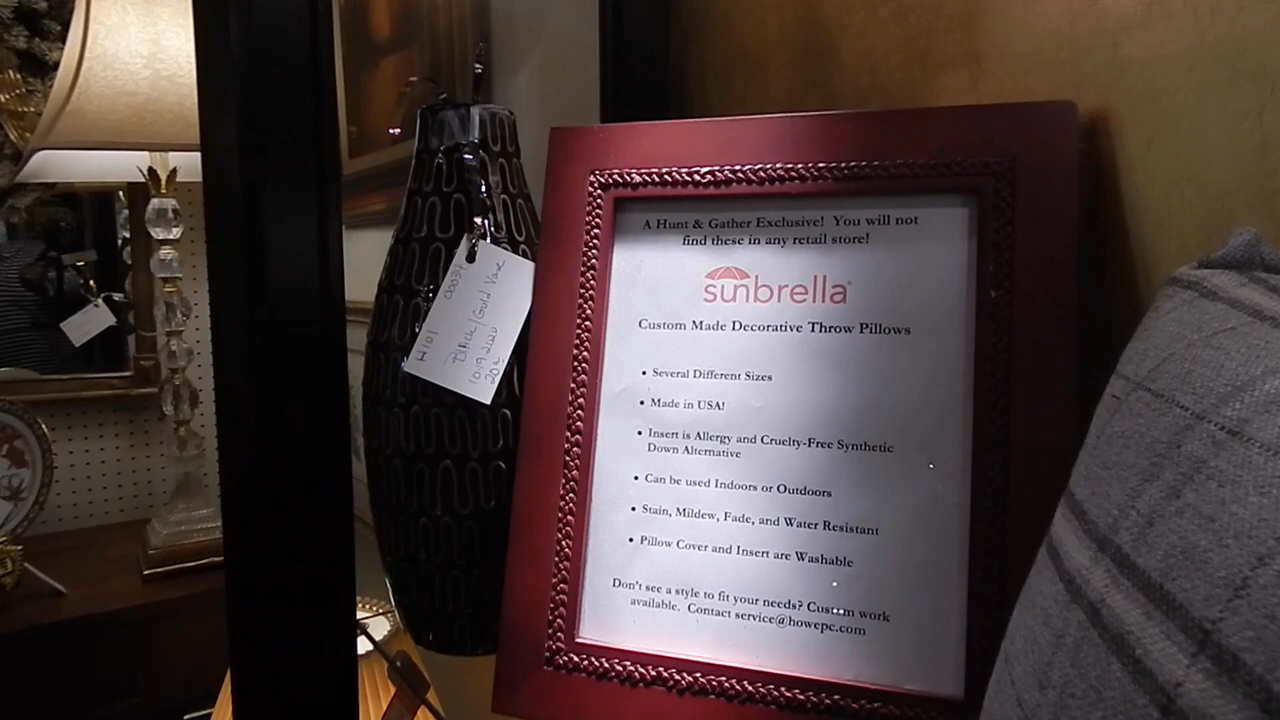 A Hunt & Gather Exclusive! You will not
find these in any retail store!
sunbrella®
Custom Made Decorative Throw Pillows
• Several Different Sizes
• Made in USA!
• Insert is Allergy and Cruelty-Free Synthetic
Down Alternative
• Can be used Indoors or Outdoors
• Stain, Mildew, Fade, and Water Resistant
• Pillow Cover and Insert are Washable
Don't see a style to fit your needs? Custom work
available. Contact service@howepc.com
H101
Black/Gold Vase
10.19.2020
20